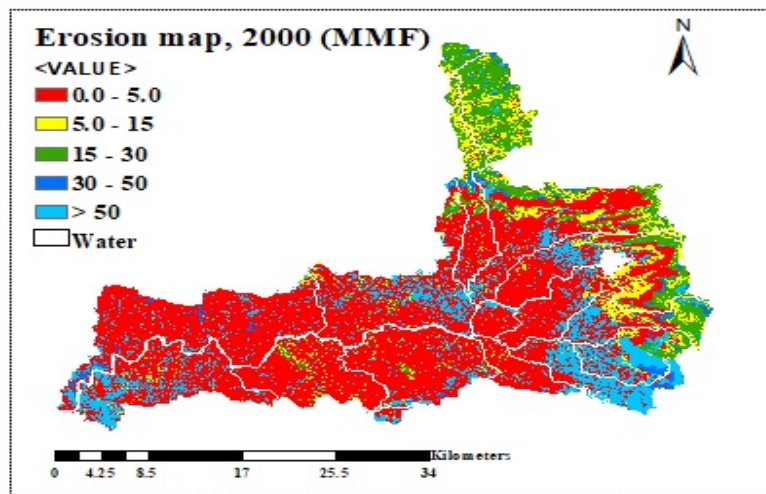 Erosion map, 2000 (MMF)
N
<VALUE>
0.0 - 5.0
5.0 - 15
15 - 30
30 - 50
> 50
Water
Kilometers
0 4.25 8.5 17 25.5 34